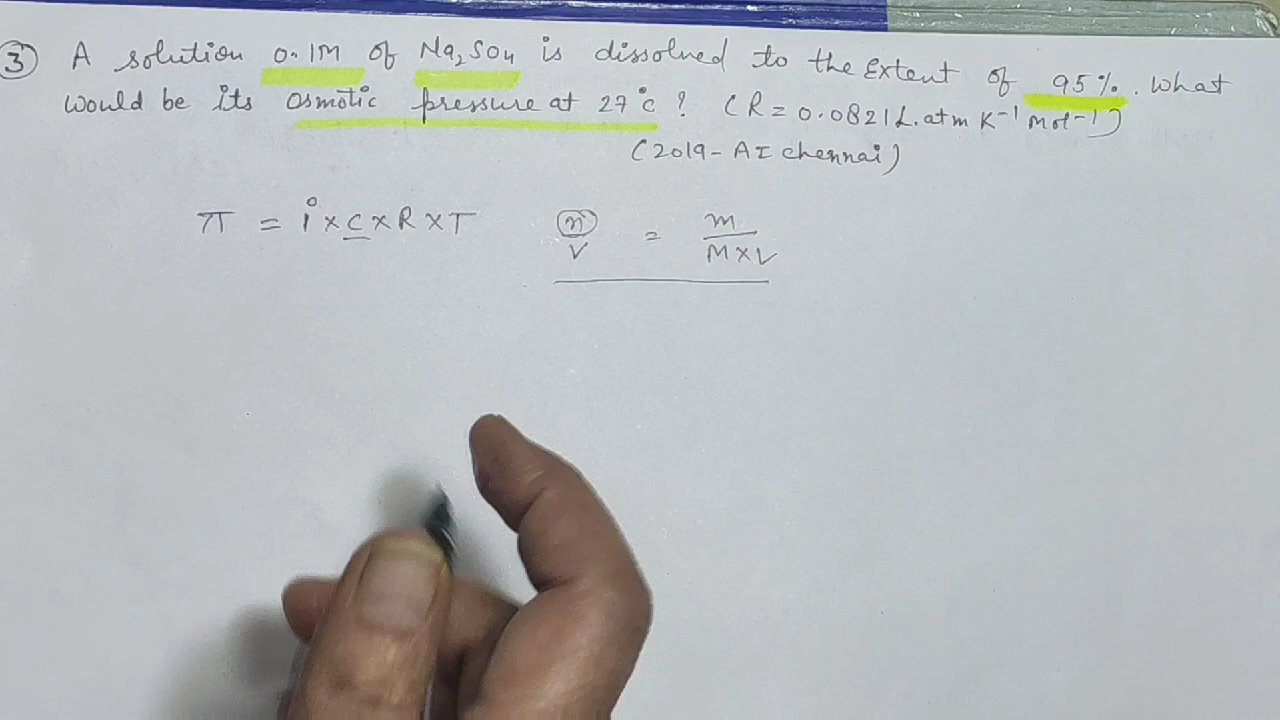 ③ A solution 0.1M of Na₂SO₄ is dissolved to the Extent of 95%. What
would be its osmotic pressure at 27°C? (R = 0.0821 L.atm K⁻¹ mol⁻¹)
(2019- AI chennai)
π = i × C × R × T n/V = m/M×V